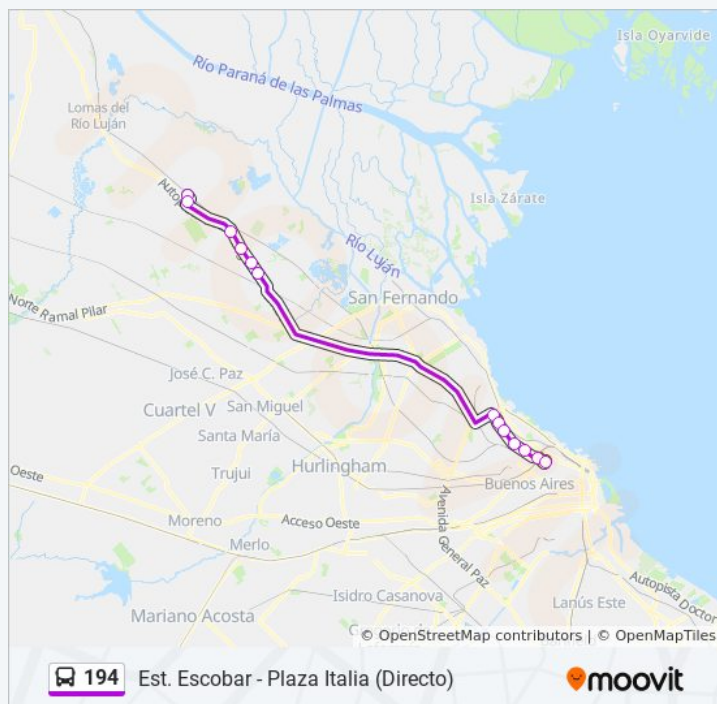 Isla Oyarvide
Río Paraná de las Palmas
Lomas del
Río Luján
Isla Zárate
Río Luján
San Fernando
Norte Ramal Pilar
José C. Paz
Cuartel V
San Miguel
Santa María
Hurlingham
Trujui
Buenos Aires
Oeste
Moreno
Acceso Oeste
Merlo
Avenida General Paz
Isidro Casanova
Autopista Doctor
Lanús Este
Mariano Acosta
© OpenStreetMap contributors | © OpenMapTiles
194 Est. Escobar - Plaza Italia (Directo)
moovit